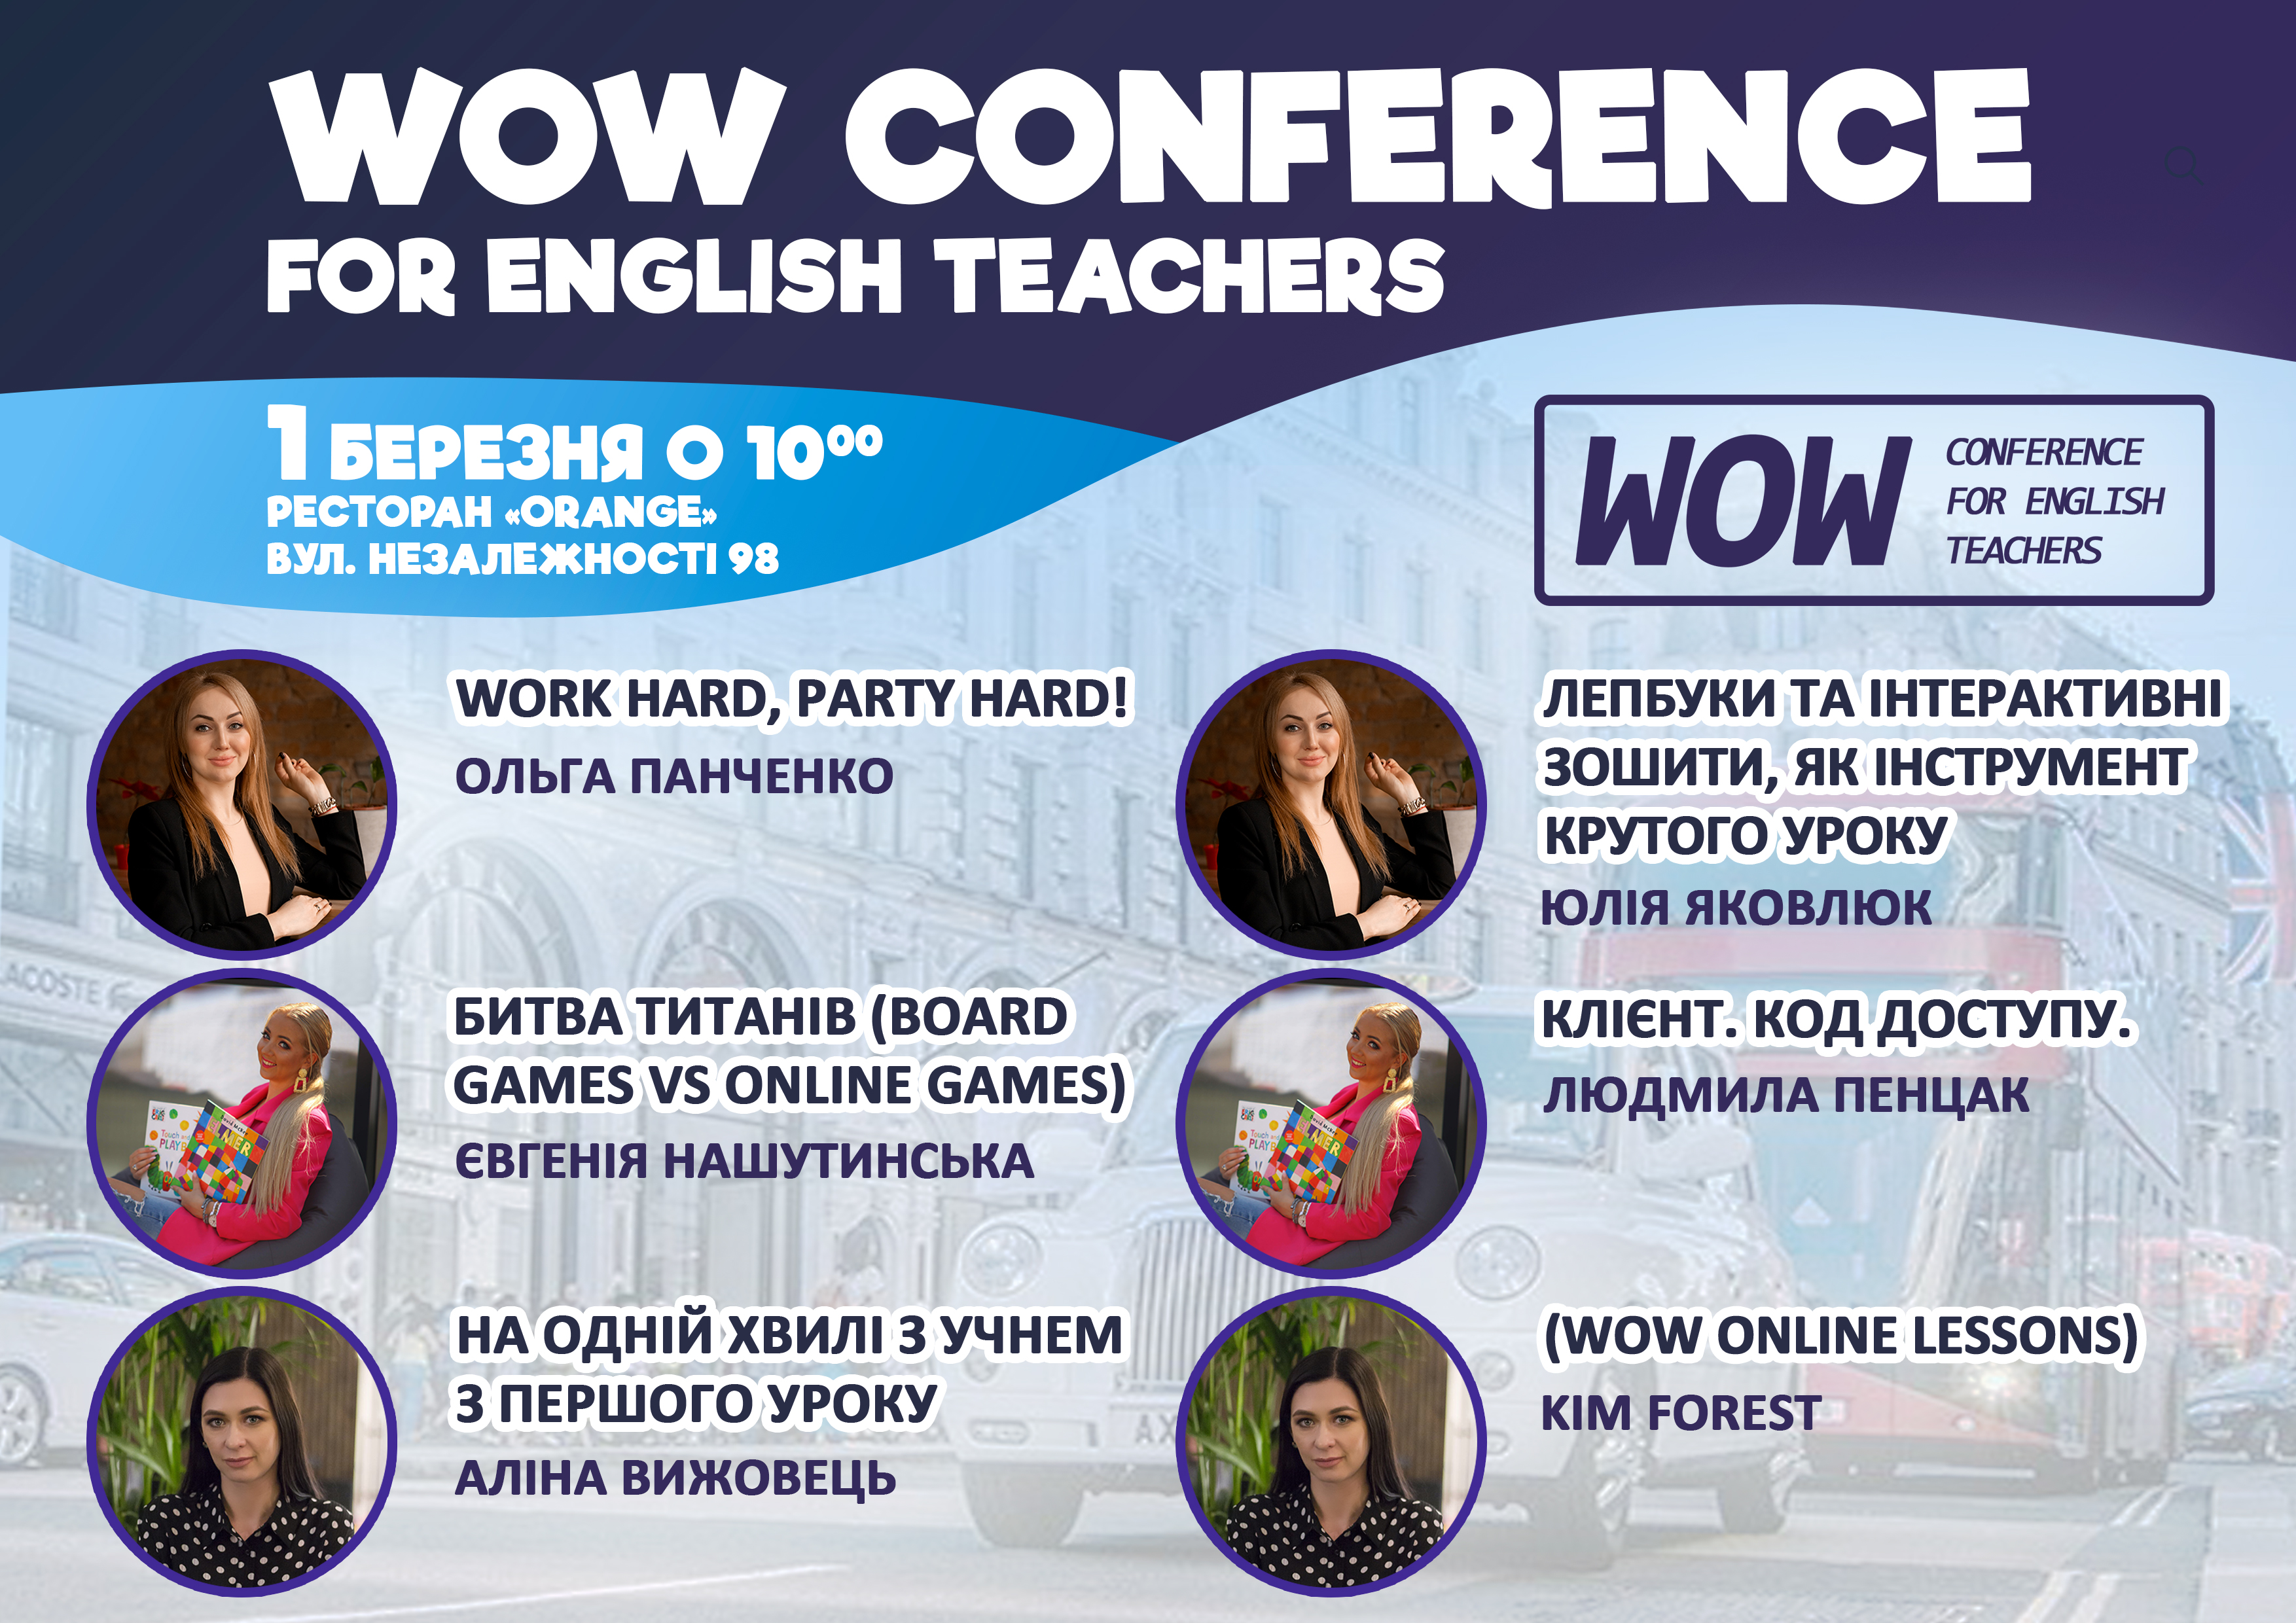 WOW CONFERENCE
FOR ENGLISH TEACHERS
1 БЕРЕЗНЯ О 10⁰⁰
РЕСТОРАН «ORANGE»
ВУЛ. НЕЗАЛЕЖНОСТІ 98
WOW
CONFERENCE
FOR ENGLISH
TEACHERS
WORK HARD, PARTY HARD!
ОЛЬГА ПАНЧЕНКО
БИТВА ТИТАНІВ (BOARD
GAMES VS ONLINE GAMES)
ЄВГЕНІЯ НАШУТИНСЬКА
НА ОДНІЙ ХВИЛІ З УЧНЕМ
З ПЕРШОГО УРОКУ
АЛІНА ВИЖОВЕЦЬ
ЛЕПБУКИ ТА ІНТЕРАКТИВНІ
ЗОШИТИ, ЯК ІНСТРУМЕНТ
КРУТОГО УРОКУ
ЮЛІЯ ЯКОВЛЮК
КЛІЄНТ. КОД ДОСТУПУ.
ЛЮДМИЛА ПЕНЦАК
(WOW ONLINE LESSONS)
KIM FOREST
ACOSTE
AX